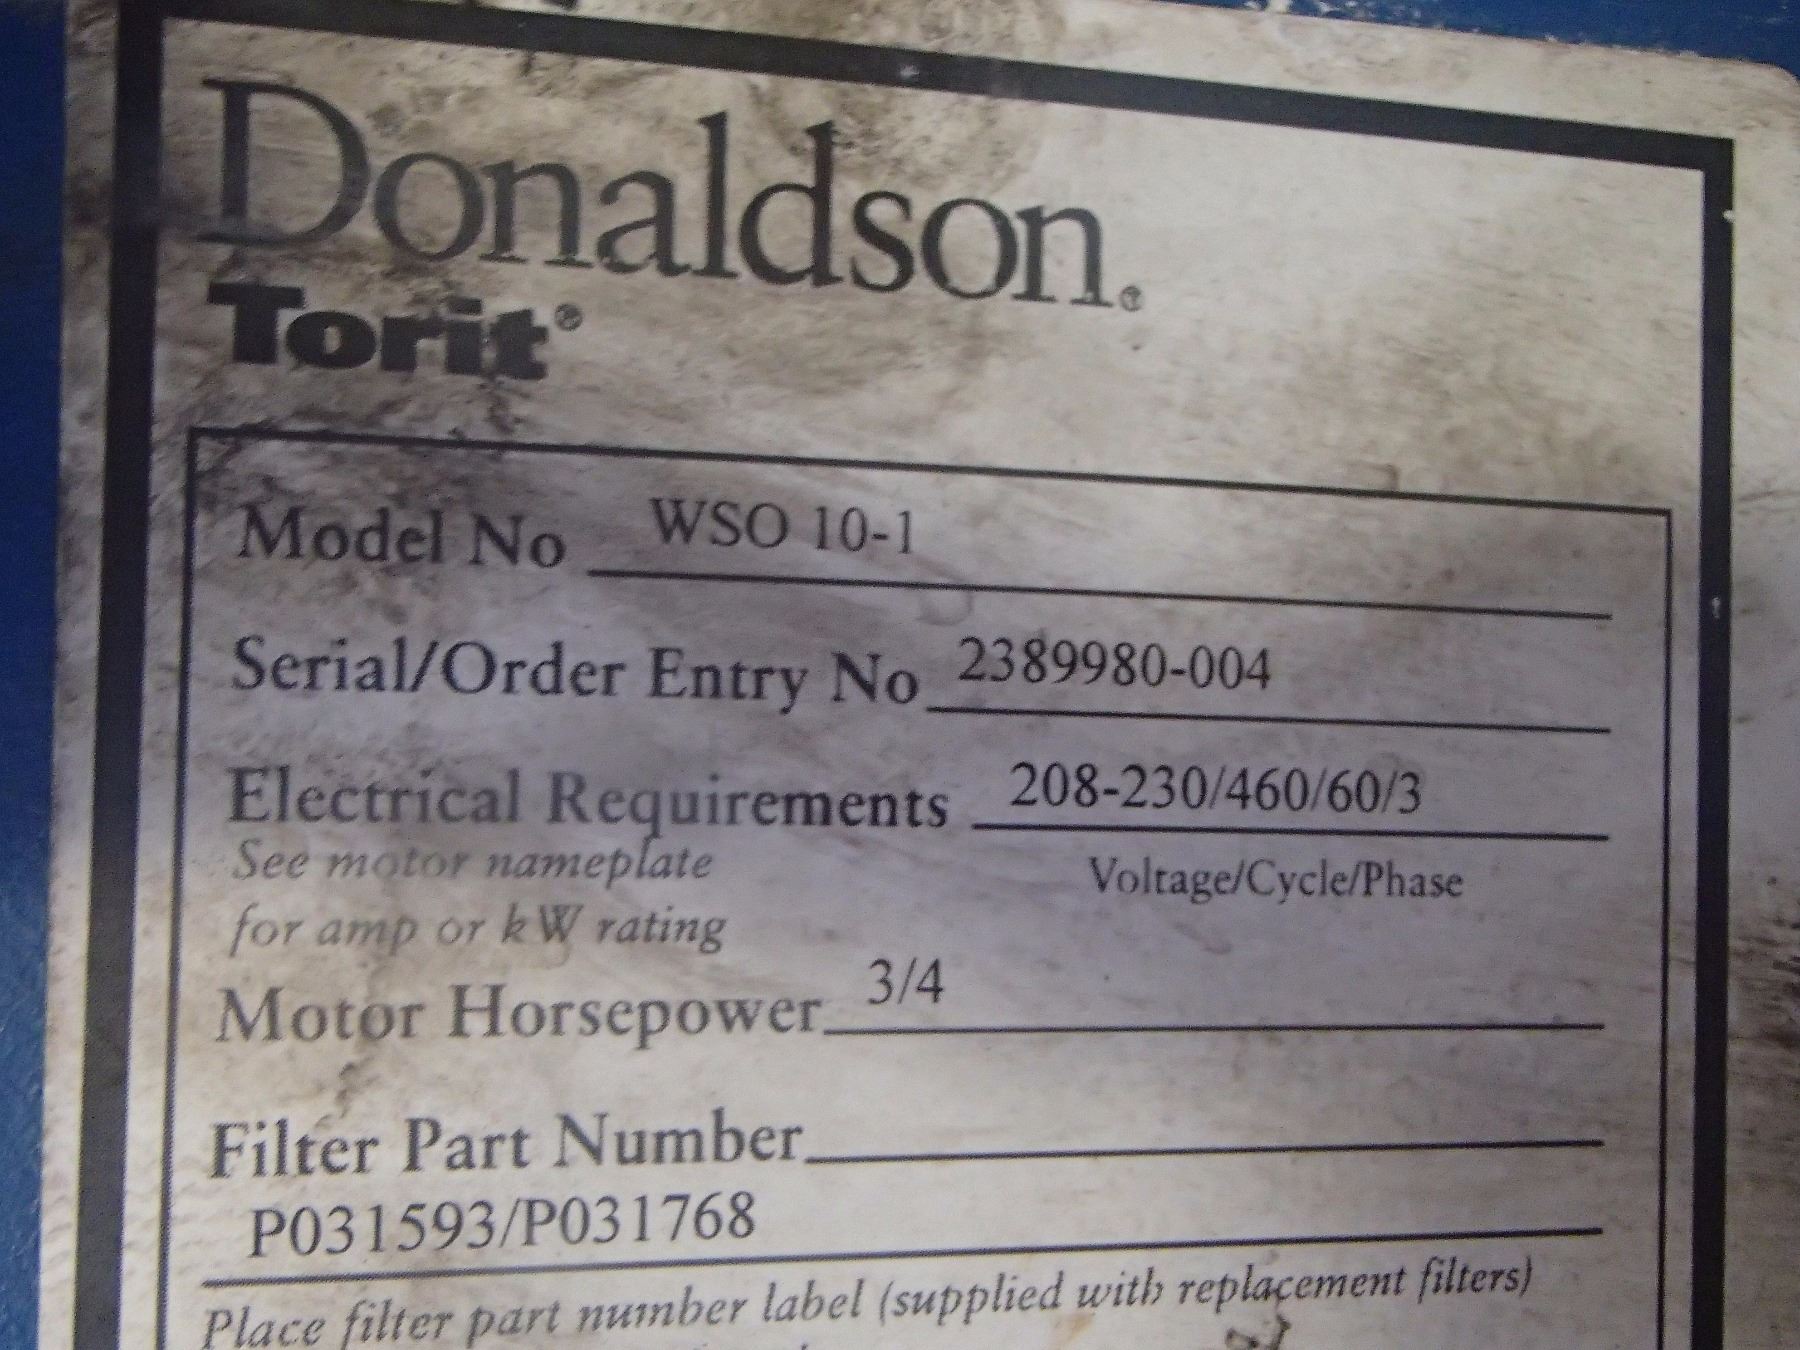 Donaldson®
Torit®
Model No WSO 10-1
Serial/Order Entry No 2389980-004
Electrical Requirements 208-230/460/60/3
See motor nameplate Voltage/Cycle/Phase
for amp or kW rating
Motor Horsepower 3/4
Filter Part Number
P031593/P031768
Place filter part number label (supplied with replacement filters)